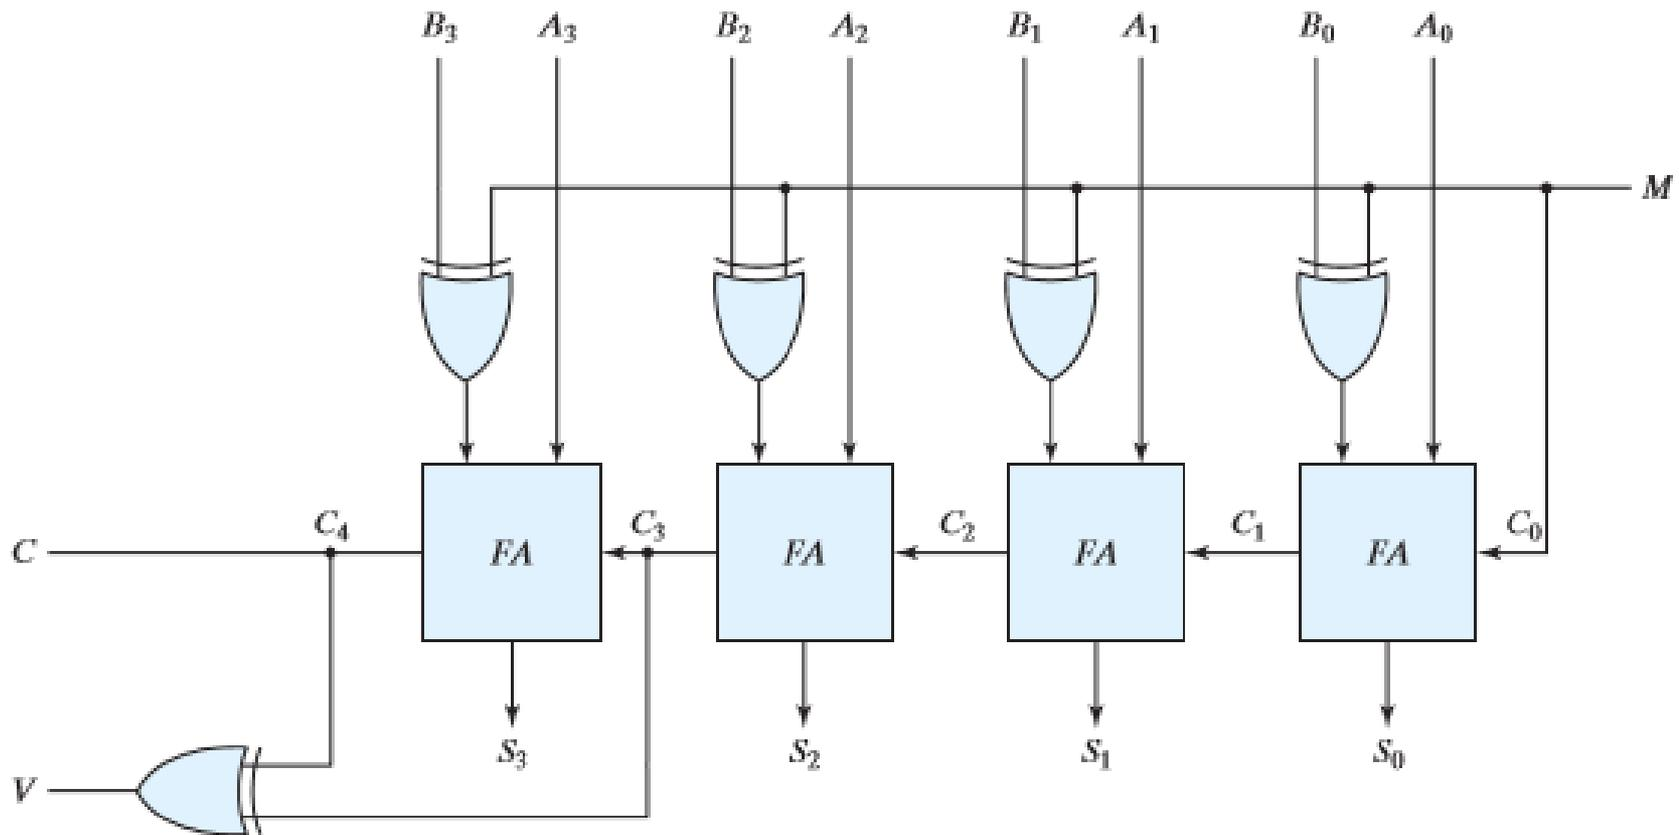 B₃ A₃ B₂ A₂ B₁ A₁ B₀ A₀
M
C₄ C₃ C₂ C₁ C₀
C FA FA FA FA
S₃ S₂ S₁ S₀
V